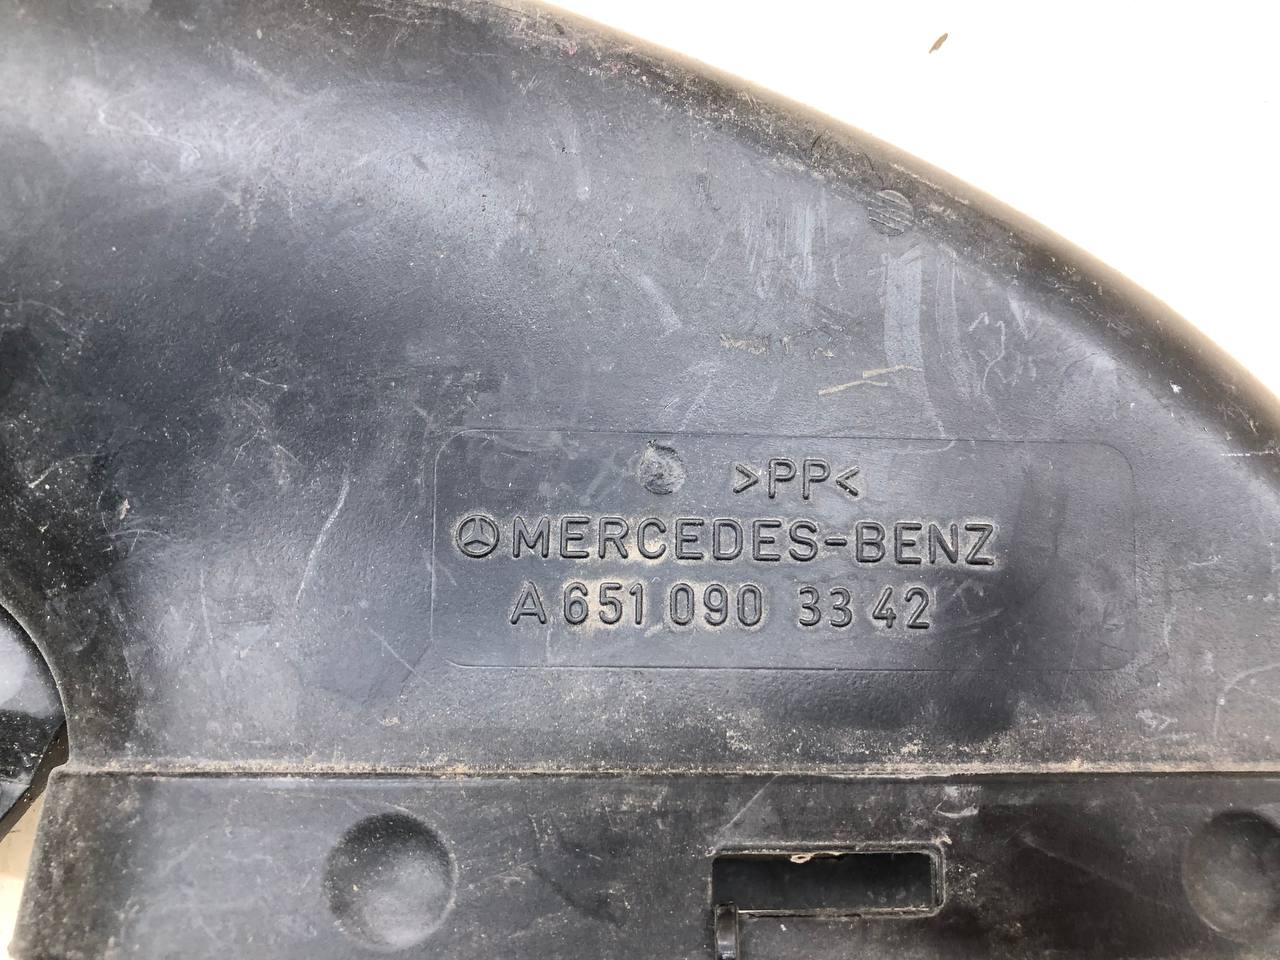 >PP<
MERCEDES-BENZ
A 651 090 33 42